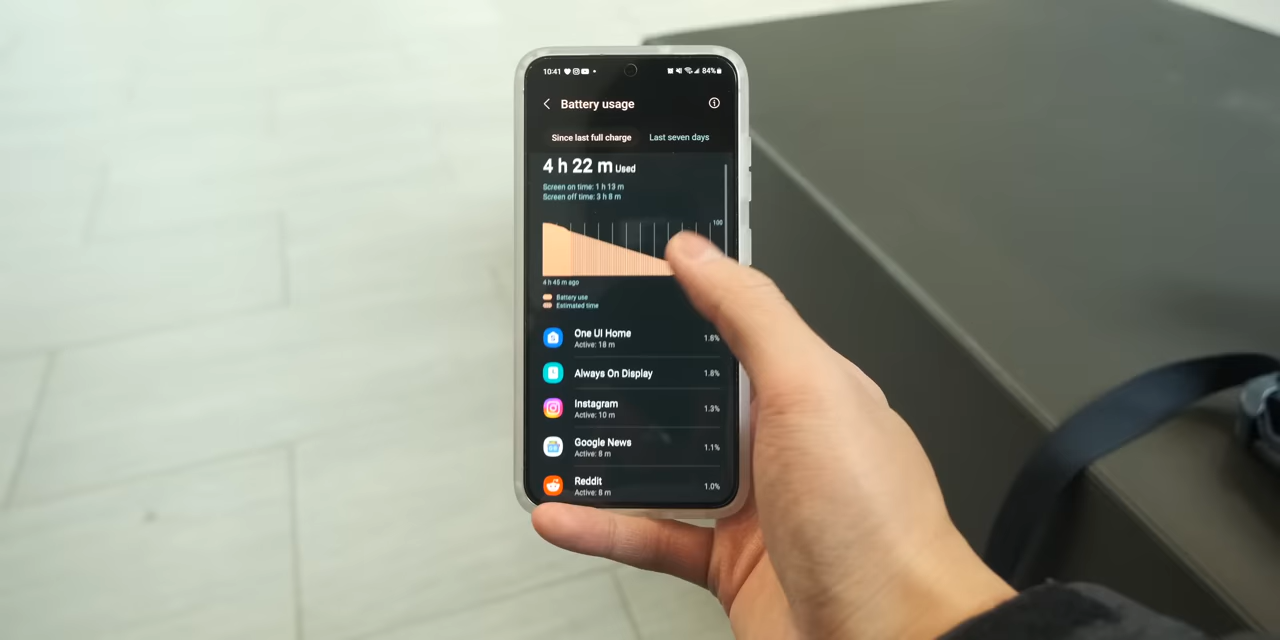 10:41 84%
Battery usage
Since last full charge Last seven days
4 h 22 m Used
Screen on time: 1 h 13 m
Screen off time: 3 h 8 m
100
4 h 45 m ago
Battery use
Estimated time
One UI Home
Active: 18 m
1.8%
Always On Display
1.8%
Instagram
Active: 10 m
1.3%
Google News
Active: 8 m
1.1%
Reddit
Active: 8 m
1.0%